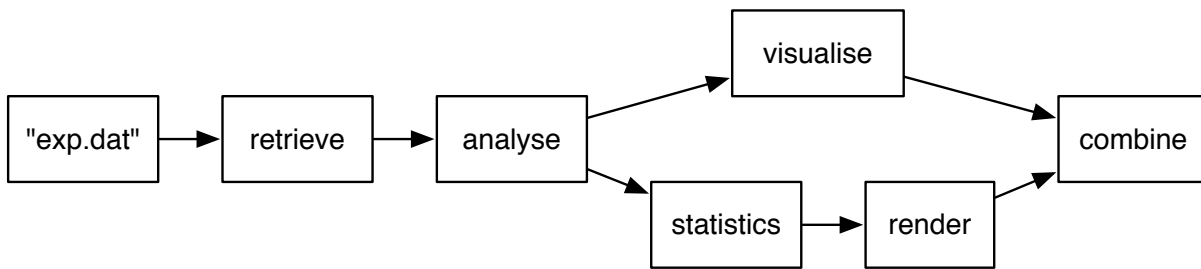 "exp.dat"
retrieve
analyse
visualise
statistics
render
combine